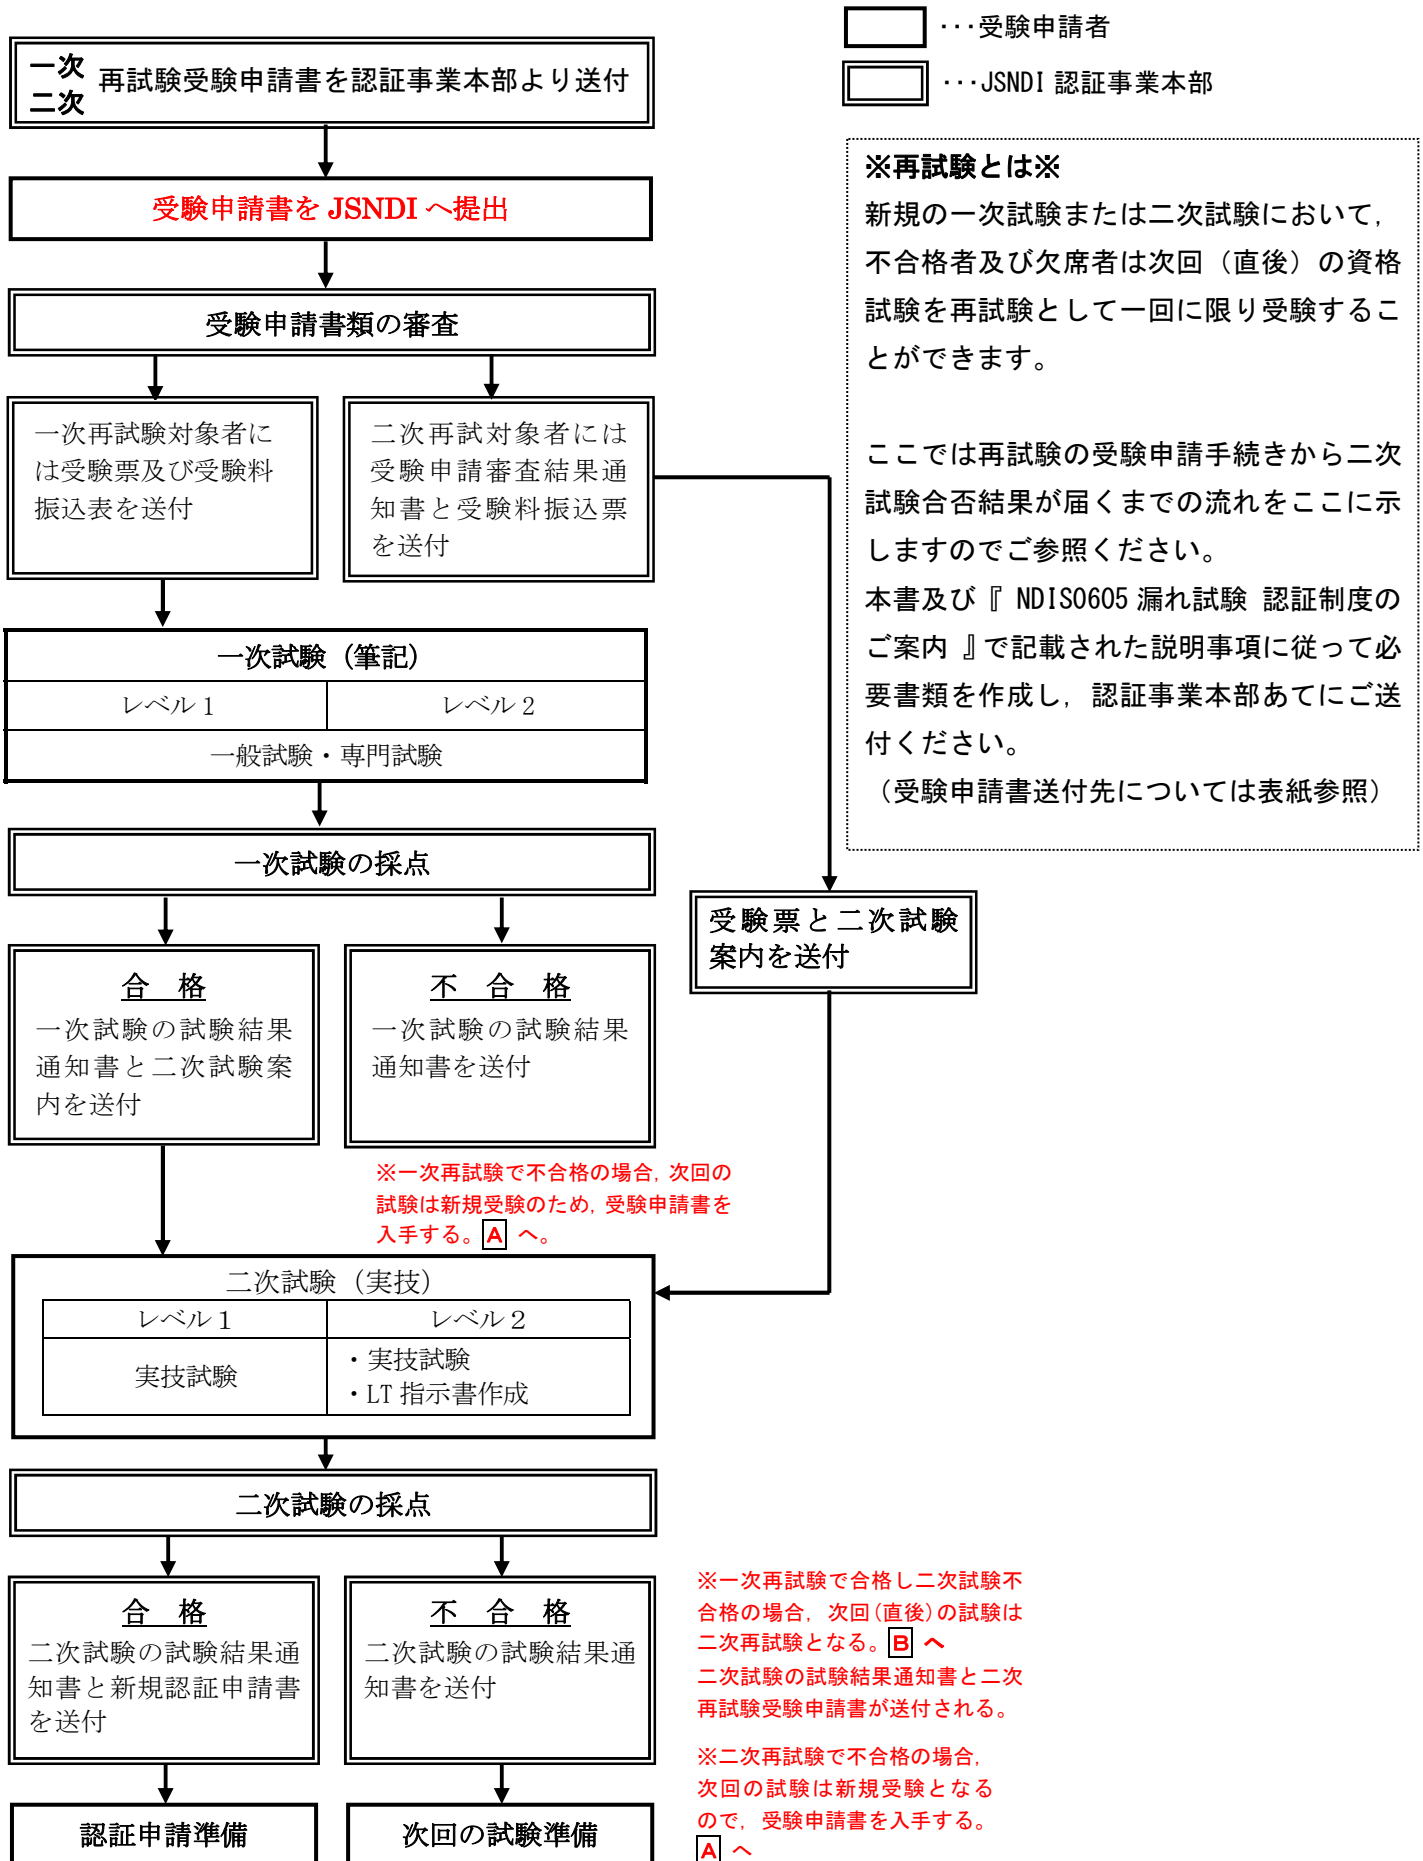 ･･･受験申請者
･･･JSNDI 認証事業本部
一次
二次
再試験受験申請書を認証事業本部より送付
受験申請書を JSNDI へ提出
受験申請書類の審査
一次再試験対象者に
は受験票及び受験料
振込表を送付
二次再試対象者には
受験申請審査結果通
知書と受験料振込票
を送付
※再試験とは※
新規の一次試験または二次試験において，
不合格者及び欠席者は次回（直後）の資格
試験を再試験として一回に限り受験するこ
とができます。
ここでは再試験の受験申請手続きから二次
試験合否結果が届くまでの流れをここに示
しますのでご参照ください。
本書及び『 NDIS0605 漏れ試験 認証制度の
ご案内 』で記載された説明事項に従って必
要書類を作成し，認証事業本部あてにご送
付ください。
（受験申請書送付先については表紙参照）
一次試験（筆記）
レベル 1
レベル 2
一般試験・専門試験
一次試験の採点
受験票と二次試験
案内を送付
合 格
一次試験の試験結果
通知書と二次試験案
内を送付
不 合 格
一次試験の試験結果
通知書を送付
※一次再試験で不合格の場合，次回の
試験は新規受験のため，受験申請書を
入手する。A へ。
二次試験（実技）
レベル１
レベル２
実技試験
・実技試験
・LT 指示書作成
二次試験の採点
合 格
二次試験の試験結果通
知書と新規認証申請書
を送付
不 合 格
二次試験の試験結果通
知書を送付
※一次再試験で合格し二次試験不
合格の場合，次回(直後)の試験は
二次再試験となる。B へ
二次試験の試験結果通知書と二次
再試験受験申請書が送付される。
※二次再試験で不合格の場合，
次回の試験は新規受験となる
ので，受験申請書を入手する。
A へ
認証申請準備
次回の試験準備